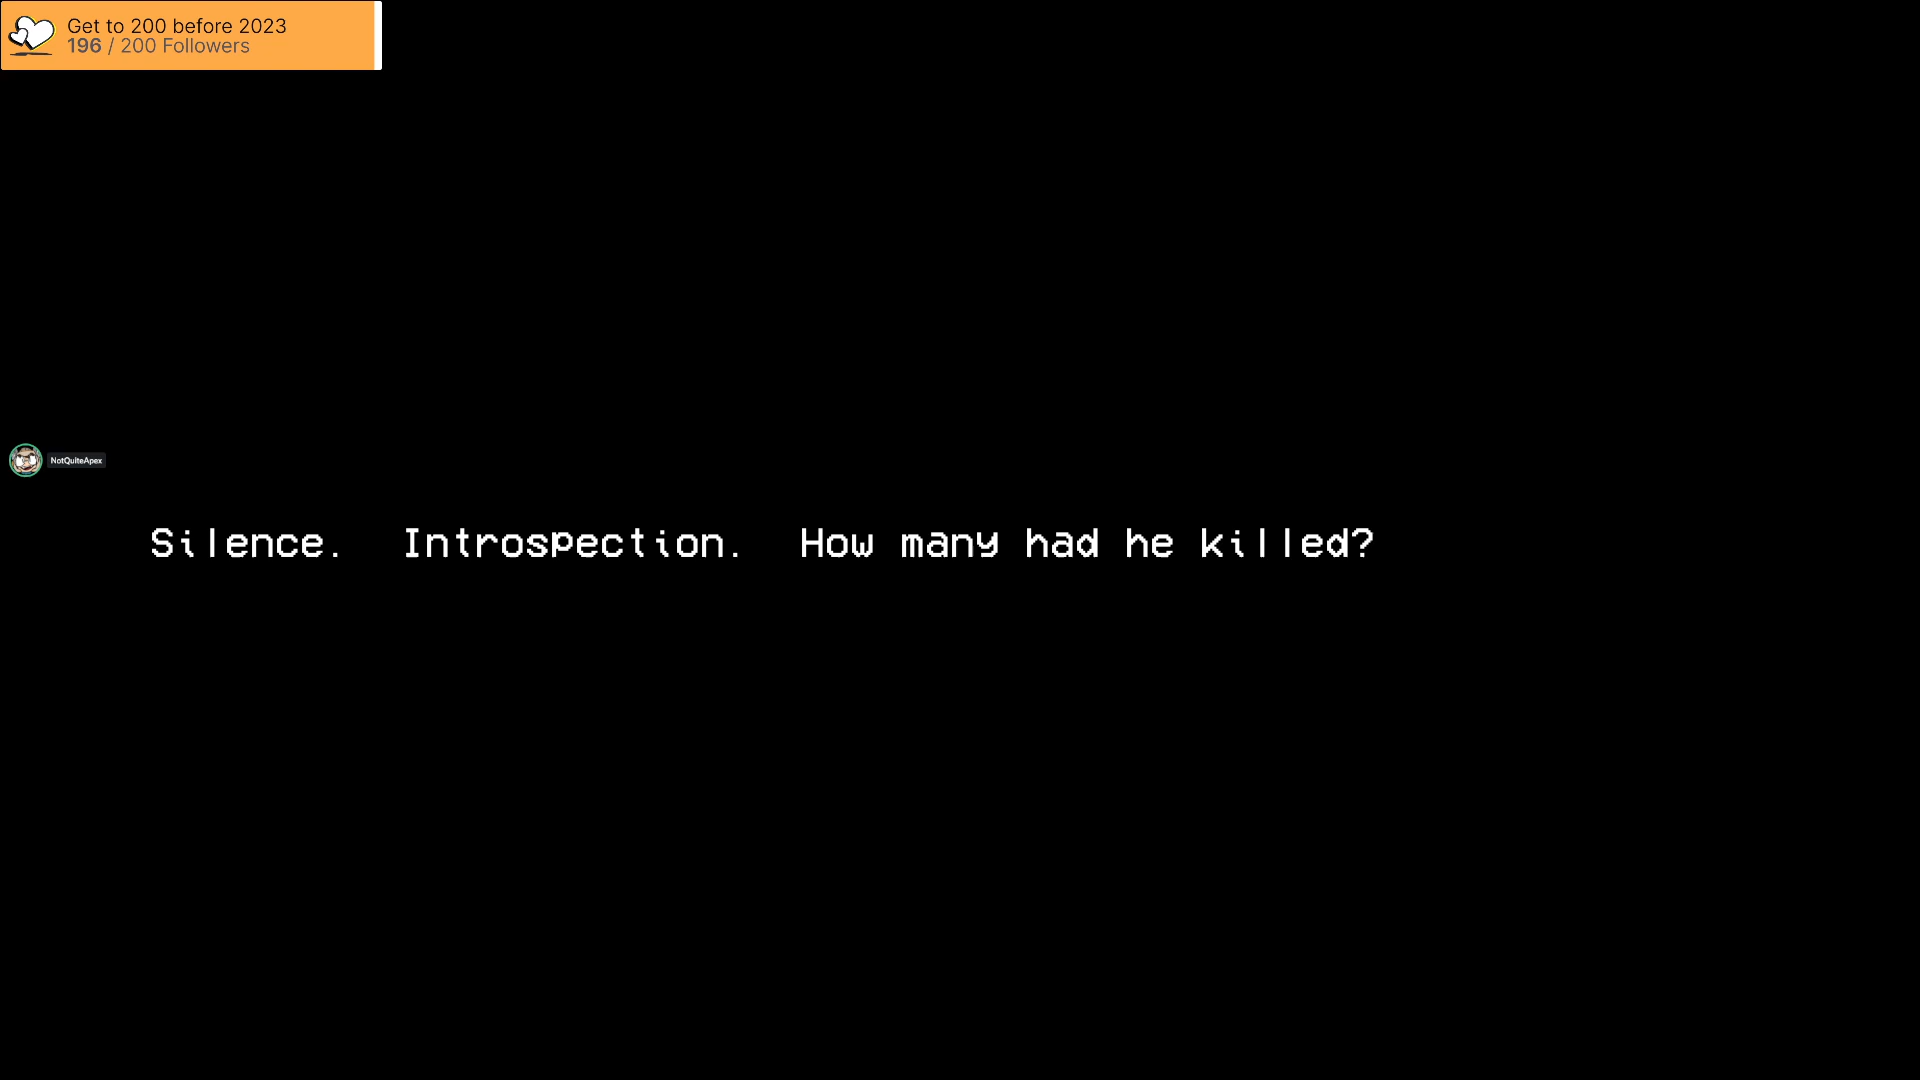 Get to 200 before 2023
196 / 200 Followers
NotQuiteApex
Silence. Introspection. How many had he killed?